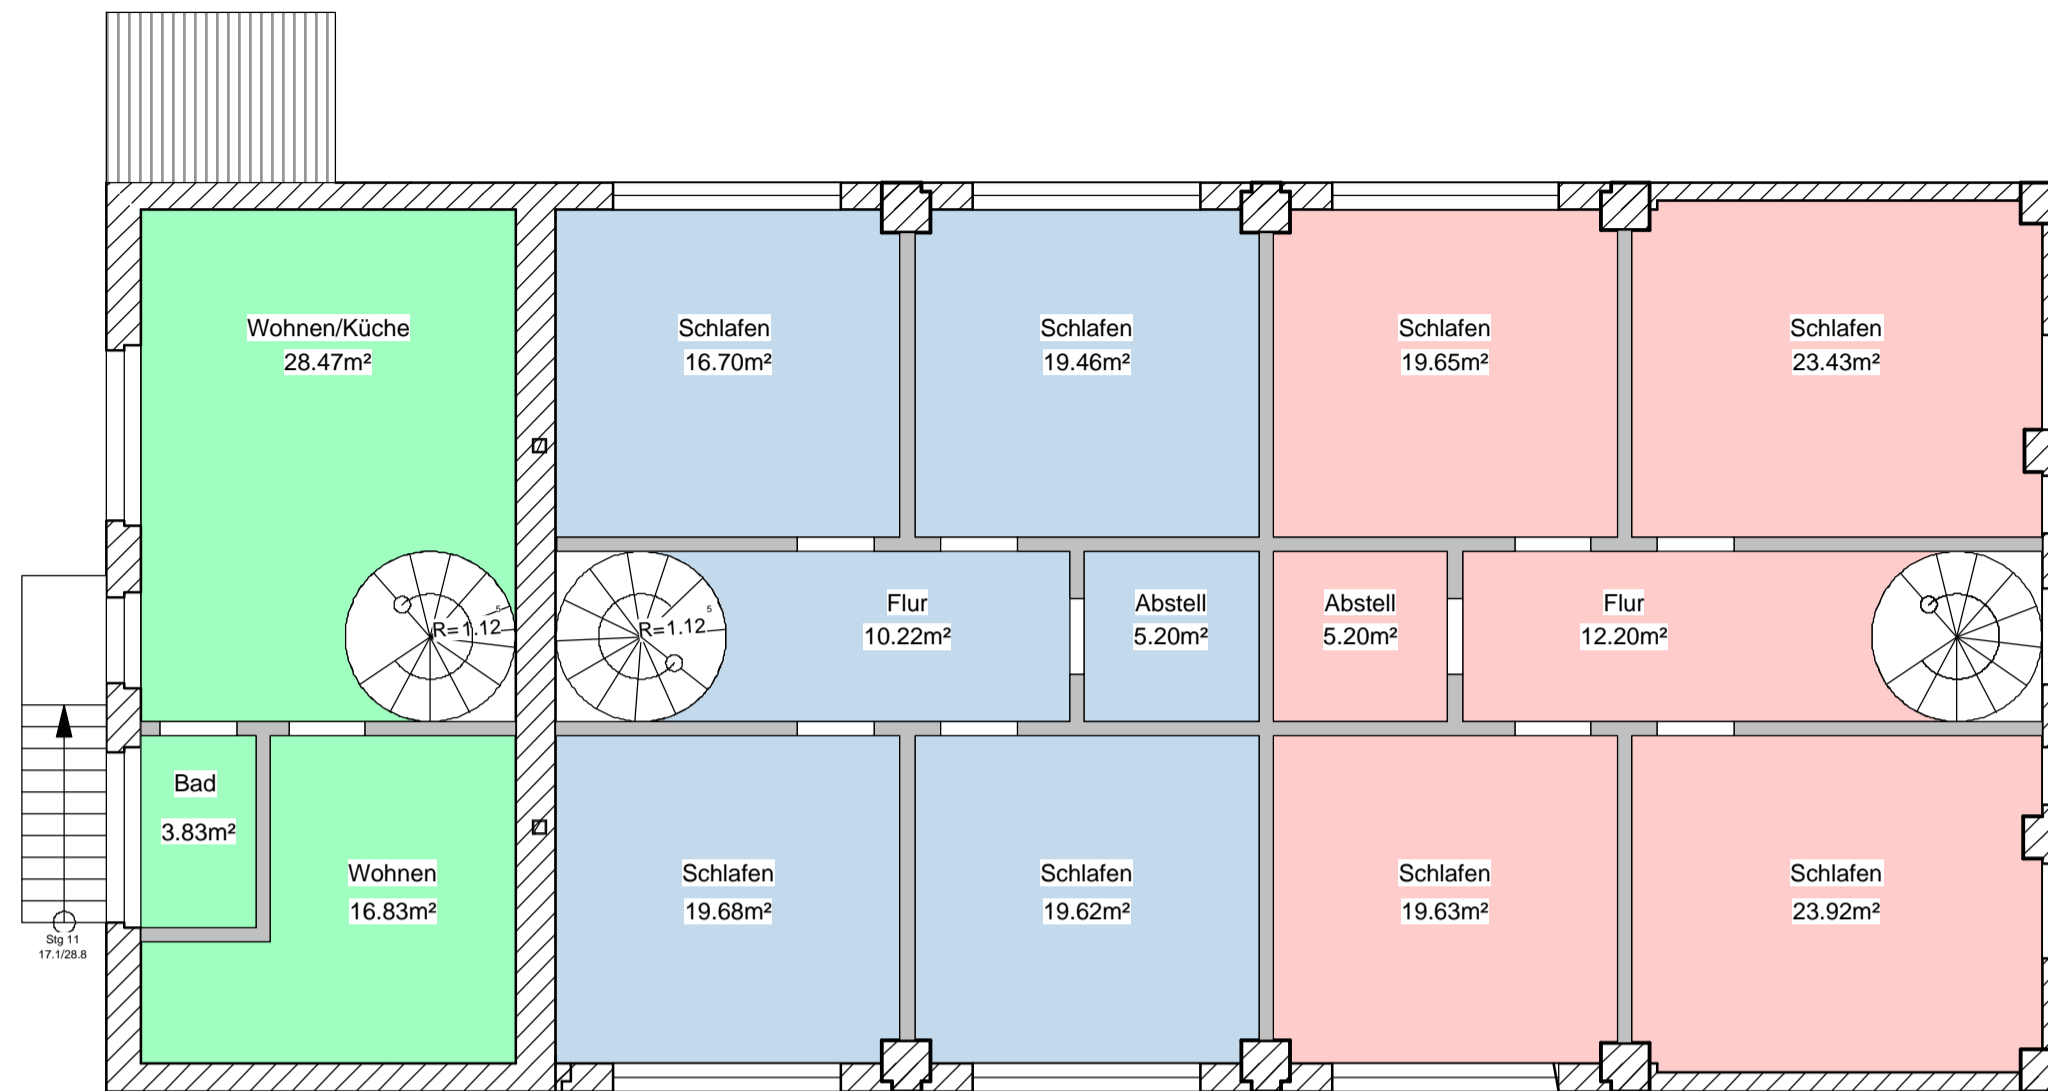 Wohnen/Küche
28.47m²
Schlafen
16.70m²
Schlafen
19.46m²
Schlafen
19.65m²
Schlafen
23.43m²
R=1.12
5
R=1.12
5
Flur
10.22m²
Abstell
5.20m²
Abstell
5.20m²
Flur
12.20m²
Bad
3.83m²
Wohnen
16.83m²
Schlafen
19.68m²
Schlafen
19.62m²
Schlafen
19.63m²
Schlafen
23.92m²
Stg 11
17.1/28.8